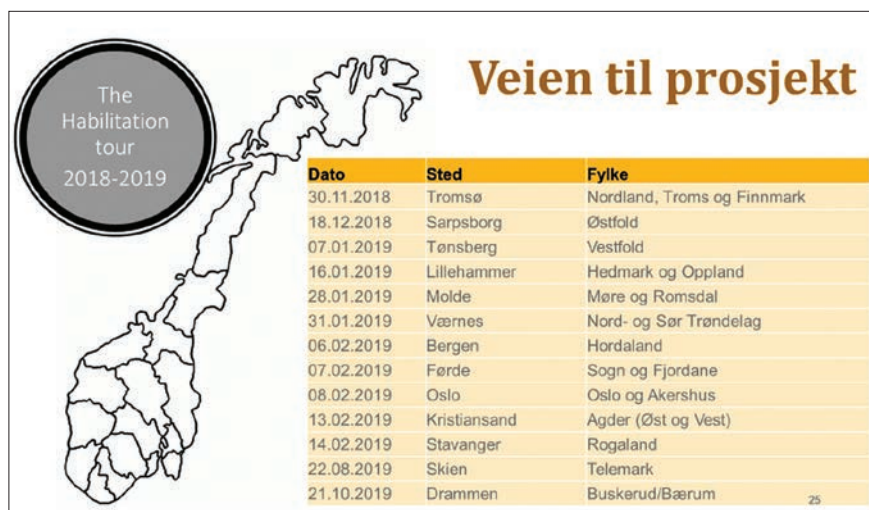 The
Habilitation
tour
2018-2019
Veien til prosjekt
Dato Sted Fylke
30.11.2018 Tromsø Nordland, Troms og Finnmark
18.12.2018 Sarpsborg Østfold
07.01.2019 Tønsberg Vestfold
16.01.2019 Lillehammer Hedmark og Oppland
28.01.2019 Molde Møre og Romsdal
31.01.2019 Værnes Nord- og Sør Trøndelag
06.02.2019 Bergen Hordaland
07.02.2019 Førde Sogn og Fjordane
08.02.2019 Oslo Oslo og Akershus
13.02.2019 Kristiansand Agder (Øst og Vest)
14.02.2019 Stavanger Rogaland
22.08.2019 Skien Telemark
21.10.2019 Drammen Buskerud/Bærum
25